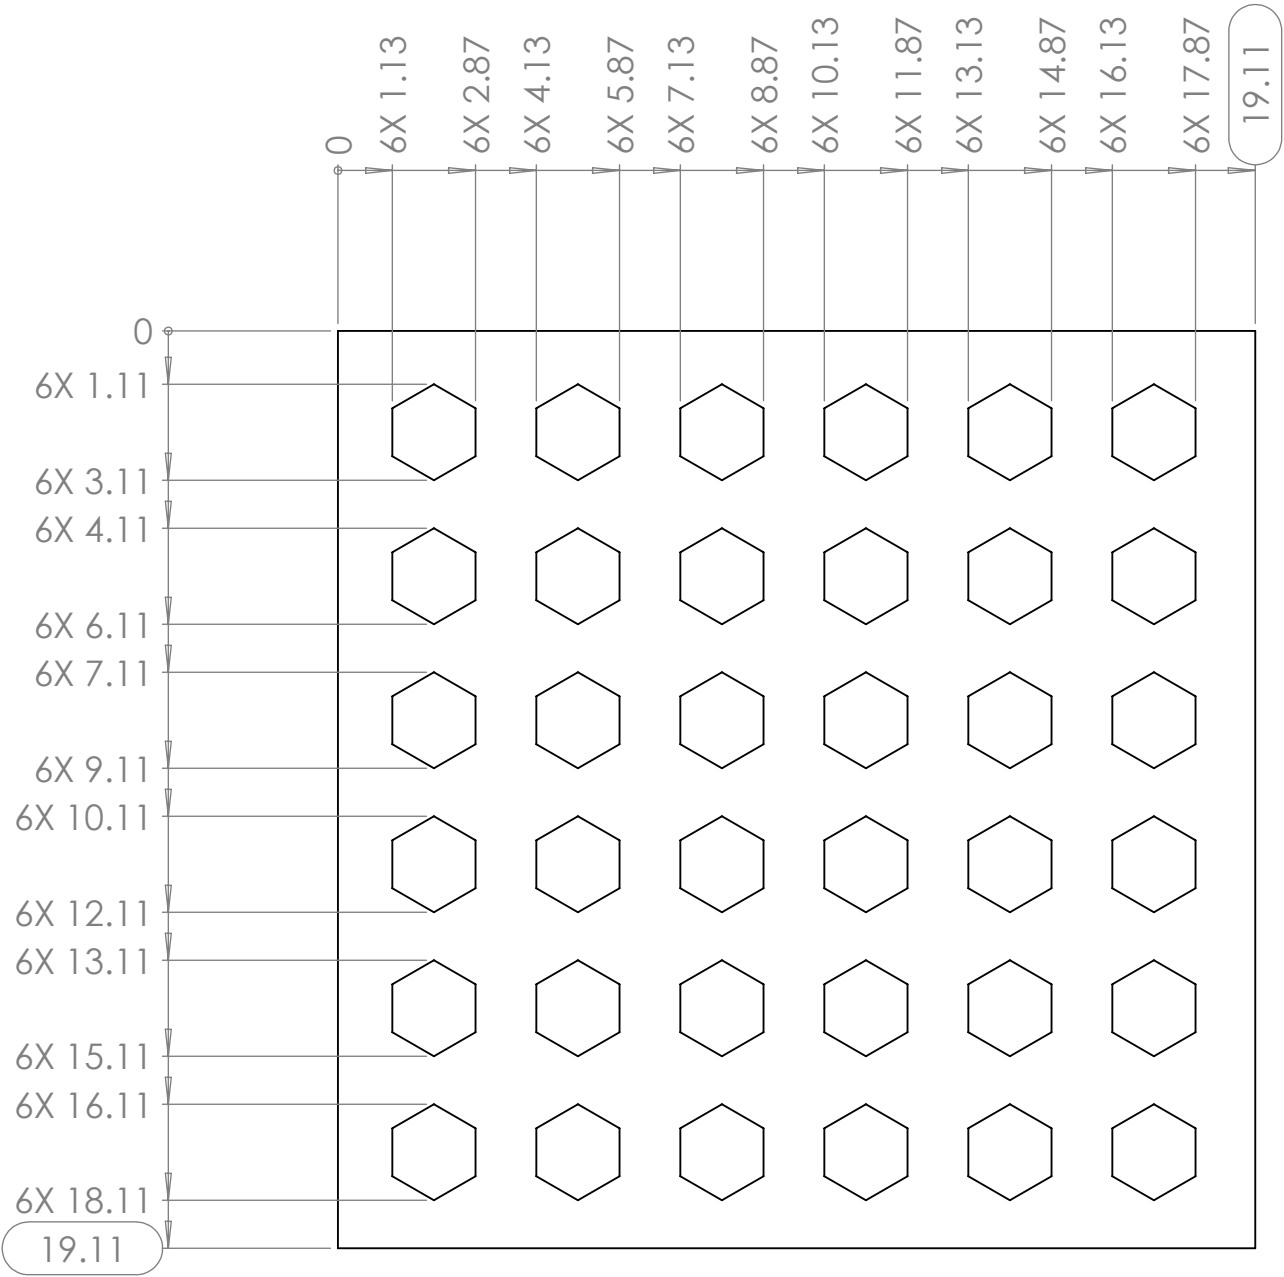 0
6X 1.13
6X 2.87
6X 4.13
6X 5.87
6X 7.13
6X 8.87
6X 10.13
6X 11.87
6X 13.13
6X 14.87
6X 16.13
6X 17.87
19.11
0
6X 1.11
6X 3.11
6X 4.11
6X 6.11
6X 7.11
6X 9.11
6X 10.11
6X 12.11
6X 13.11
6X 15.11
6X 16.11
6X 18.11
19.11